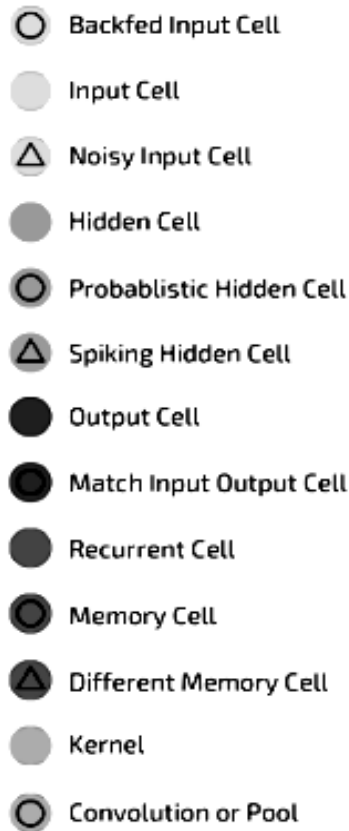 Backfed Input Cell
Input Cell
Noisy Input Cell
Hidden Cell
Probablistic Hidden Cell
Spiking Hidden Cell
Output Cell
Match Input Output Cell
Recurrent Cell
Memory Cell
Different Memory Cell
Kernel
Convolution or Pool